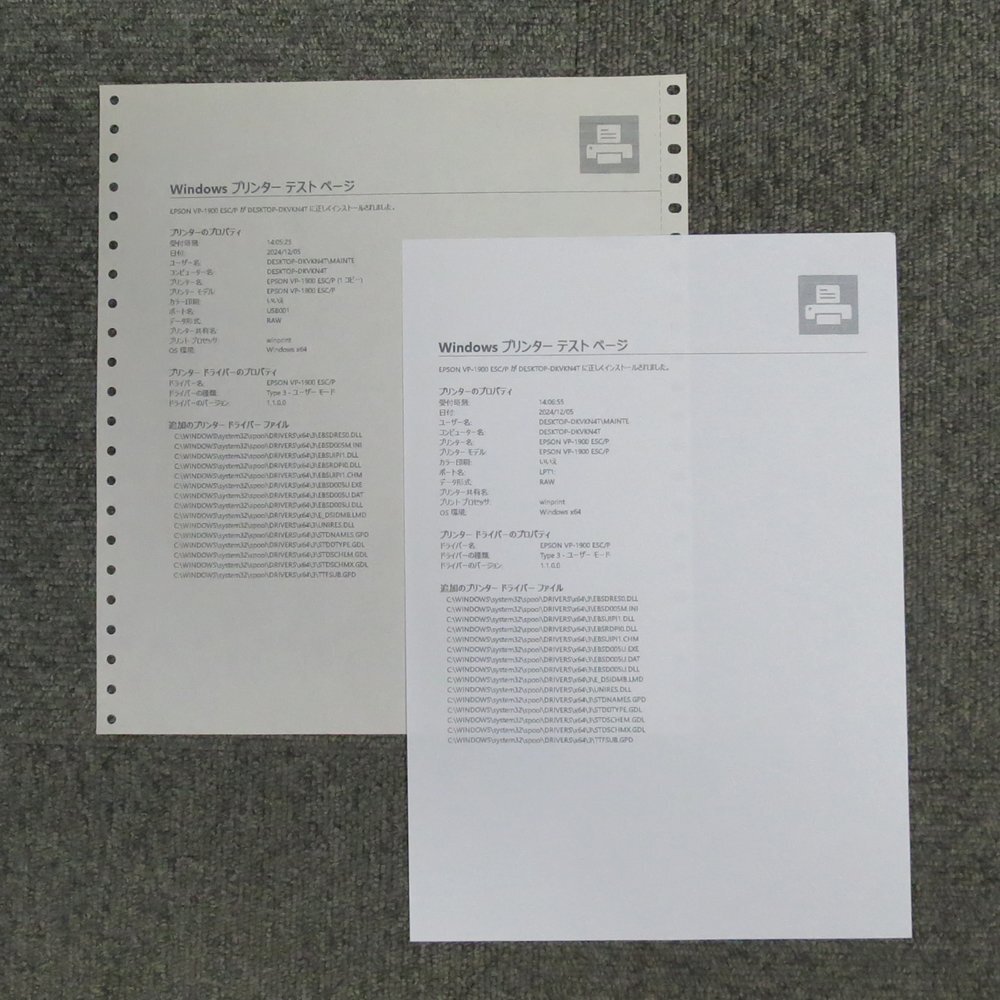 Windows プリンター テスト ページ
EPSON VP-1900 ESC/P が DESKTOP-DKVKN4T に正しくインストールされました。
プリンターのプロパティ
受付時刻: 14:05:25
日付: 2024/12/05
ユーザー名: DESKTOP-DKVKN4T\MAINTE
コンピューター名: DESKTOP-DKVKN4T
プリンター名: EPSON VP-1900 ESC/P (1 コピー)
プリンター モデル: EPSON VP-1900 ESC/P
カラー印刷: いいえ
ポート名: USB001
データ形式: RAW
プリンター共有名:
プリント プロセッサ: winprint
OS 環境: Windows x64
プリンター ドライバーのプロパティ
ドライバー名: EPSON VP-1900 ESC/P
ドライバーの種類: Type 3 - ユーザー モード
ドライバーのバージョン: 1.1.0.0
追加のプリンター ドライバー ファイル
C:\WINDOWS\system32\spool\DRIVERS\x64\3\EBSDRES0.DLL
C:\WINDOWS\system32\spool\DRIVERS\x64\3\EBSD005M.INI
C:\WINDOWS\system32\spool\DRIVERS\x64\3\EBSUIPI1.DLL
C:\WINDOWS\system32\spool\DRIVERS\x64\3\EBSRDPI0.DLL
C:\WINDOWS\system32\spool\DRIVERS\x64\3\EBSUIPI1.CHM
C:\WINDOWS\system32\spool\DRIVERS\x64\3\EBSD005U.EXE
C:\WINDOWS\system32\spool\DRIVERS\x64\3\EBSD005U.DAT
C:\WINDOWS\system32\spool\DRIVERS\x64\3\EBSD005U.DLL
C:\WINDOWS\system32\spool\DRIVERS\x64\3\E_DSIDMB.LMD
C:\WINDOWS\system32\spool\DRIVERS\x64\3\UNIRES.DLL
C:\WINDOWS\system32\spool\DRIVERS\x64\3\STDNAMES.GPD
C:\WINDOWS\system32\spool\DRIVERS\x64\3\STDDTYPE.GDL
C:\WINDOWS\system32\spool\DRIVERS\x64\3\STDSCHEM.GDL
C:\WINDOWS\system32\spool\DRIVERS\x64\3\STDSCHMX.GDL
C:\WINDOWS\system32\spool\DRIVERS\x64\3\TTFSUB.GPD
Windows プリンター テスト ページ
EPSON VP-1900 ESC/P が DESKTOP-DKVKN4T に正しくインストールされました。
プリンターのプロパティ
受付時刻: 14:06:55
日付: 2024/12/05
ユーザー名: DESKTOP-DKVKN4T\MAINTE
コンピューター名: DESKTOP-DKVKN4T
プリンター名: EPSON VP-1900 ESC/P
プリンター モデル: EPSON VP-1900 ESC/P
カラー印刷: いいえ
ポート名: LPT1:
データ形式: RAW
プリンター共有名:
プリント プロセッサ: winprint
OS 環境: Windows x64
プリンター ドライバーのプロパティ
ドライバー名: EPSON VP-1900 ESC/P
ドライバーの種類: Type 3 - ユーザー モード
ドライバーのバージョン: 1.1.0.0
追加のプリンター ドライバー ファイル
C:\WINDOWS\system32\spool\DRIVERS\x64\3\EBSDRES0.DLL
C:\WINDOWS\system32\spool\DRIVERS\x64\3\EBSD005M.INI
C:\WINDOWS\system32\spool\DRIVERS\x64\3\EBSUIPI1.DLL
C:\WINDOWS\system32\spool\DRIVERS\x64\3\EBSRDPI0.DLL
C:\WINDOWS\system32\spool\DRIVERS\x64\3\EBSUIPI1.CHM
C:\WINDOWS\system32\spool\DRIVERS\x64\3\EBSD005U.EXE
C:\WINDOWS\system32\spool\DRIVERS\x64\3\EBSD005U.DAT
C:\WINDOWS\system32\spool\DRIVERS\x64\3\EBSD005U.DLL
C:\WINDOWS\system32\spool\DRIVERS\x64\3\E_DSIDMB.LMD
C:\WINDOWS\system32\spool\DRIVERS\x64\3\UNIRES.DLL
C:\WINDOWS\system32\spool\DRIVERS\x64\3\STDNAMES.GPD
C:\WINDOWS\system32\spool\DRIVERS\x64\3\STDDTYPE.GDL
C:\WINDOWS\system32\spool\DRIVERS\x64\3\STDSCHEM.GDL
C:\WINDOWS\system32\spool\DRIVERS\x64\3\STDSCHMX.GDL
C:\WINDOWS\system32\spool\DRIVERS\x64\3\TTFSUB.GPD